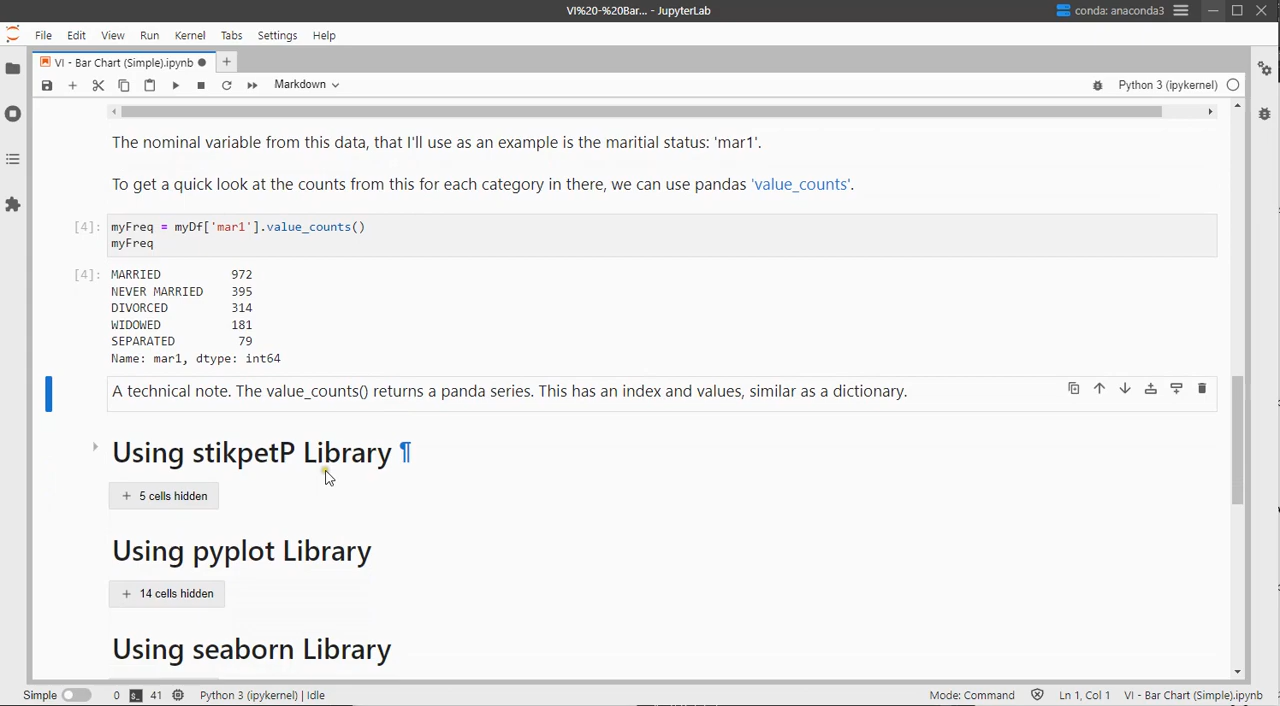 VI%20-%20Bar... - JupyterLab
conda: anaconda3
File Edit View Run Kernel Tabs Settings Help
VI - Bar Chart (Simple).ipynb
Markdown
Python 3 (ipykernel)
The nominal variable from this data, that I'll use as an example is the maritial status: 'mar1'.
To get a quick look at the counts from this for each category in there, we can use pandas 'value_counts'.
[4]: myFreq = myDf['mar1'].value_counts()
myFreq
[4]: MARRIED 972
NEVER MARRIED 395
DIVORCED 314
WIDOWED 181
SEPARATED 79
Name: mar1, dtype: int64
A technical note. The value_counts() returns a panda series. This has an index and values, similar as a dictionary.
Using stikpetP Library ¶
+ 5 cells hidden
Using pyplot Library
+ 14 cells hidden
Using seaborn Library
Simple 0 41 Python 3 (ipykernel) | Idle Mode: Command Ln 1, Col 1 VI - Bar Chart (Simple).ipynb